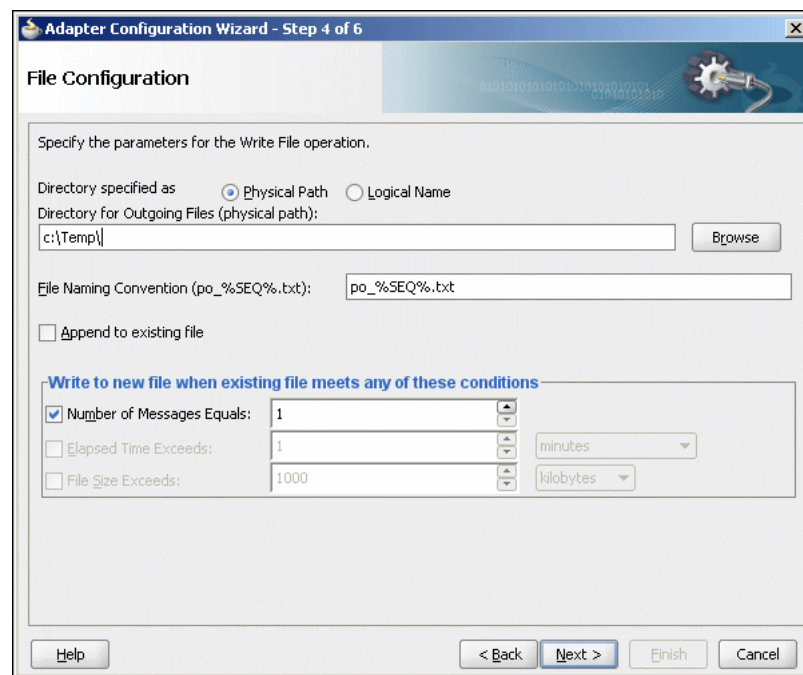 Adapter Configuration Wizard - Step 4 of 6
File Configuration
Specify the parameters for the Write File operation.
Directory specified as Physical Path Logical Name
Directory for Outgoing Files (physical path):
c:\Temp\ Browse
File Naming Convention (po_%SEQ%.txt): po_%SEQ%.txt
Append to existing file
Write to new file when existing file meets any of these conditions
Number of Messages Equals: 1
Elapsed Time Exceeds: 1 minutes
File Size Exceeds: 1000 kilobytes
Help < Back Next > Finish Cancel